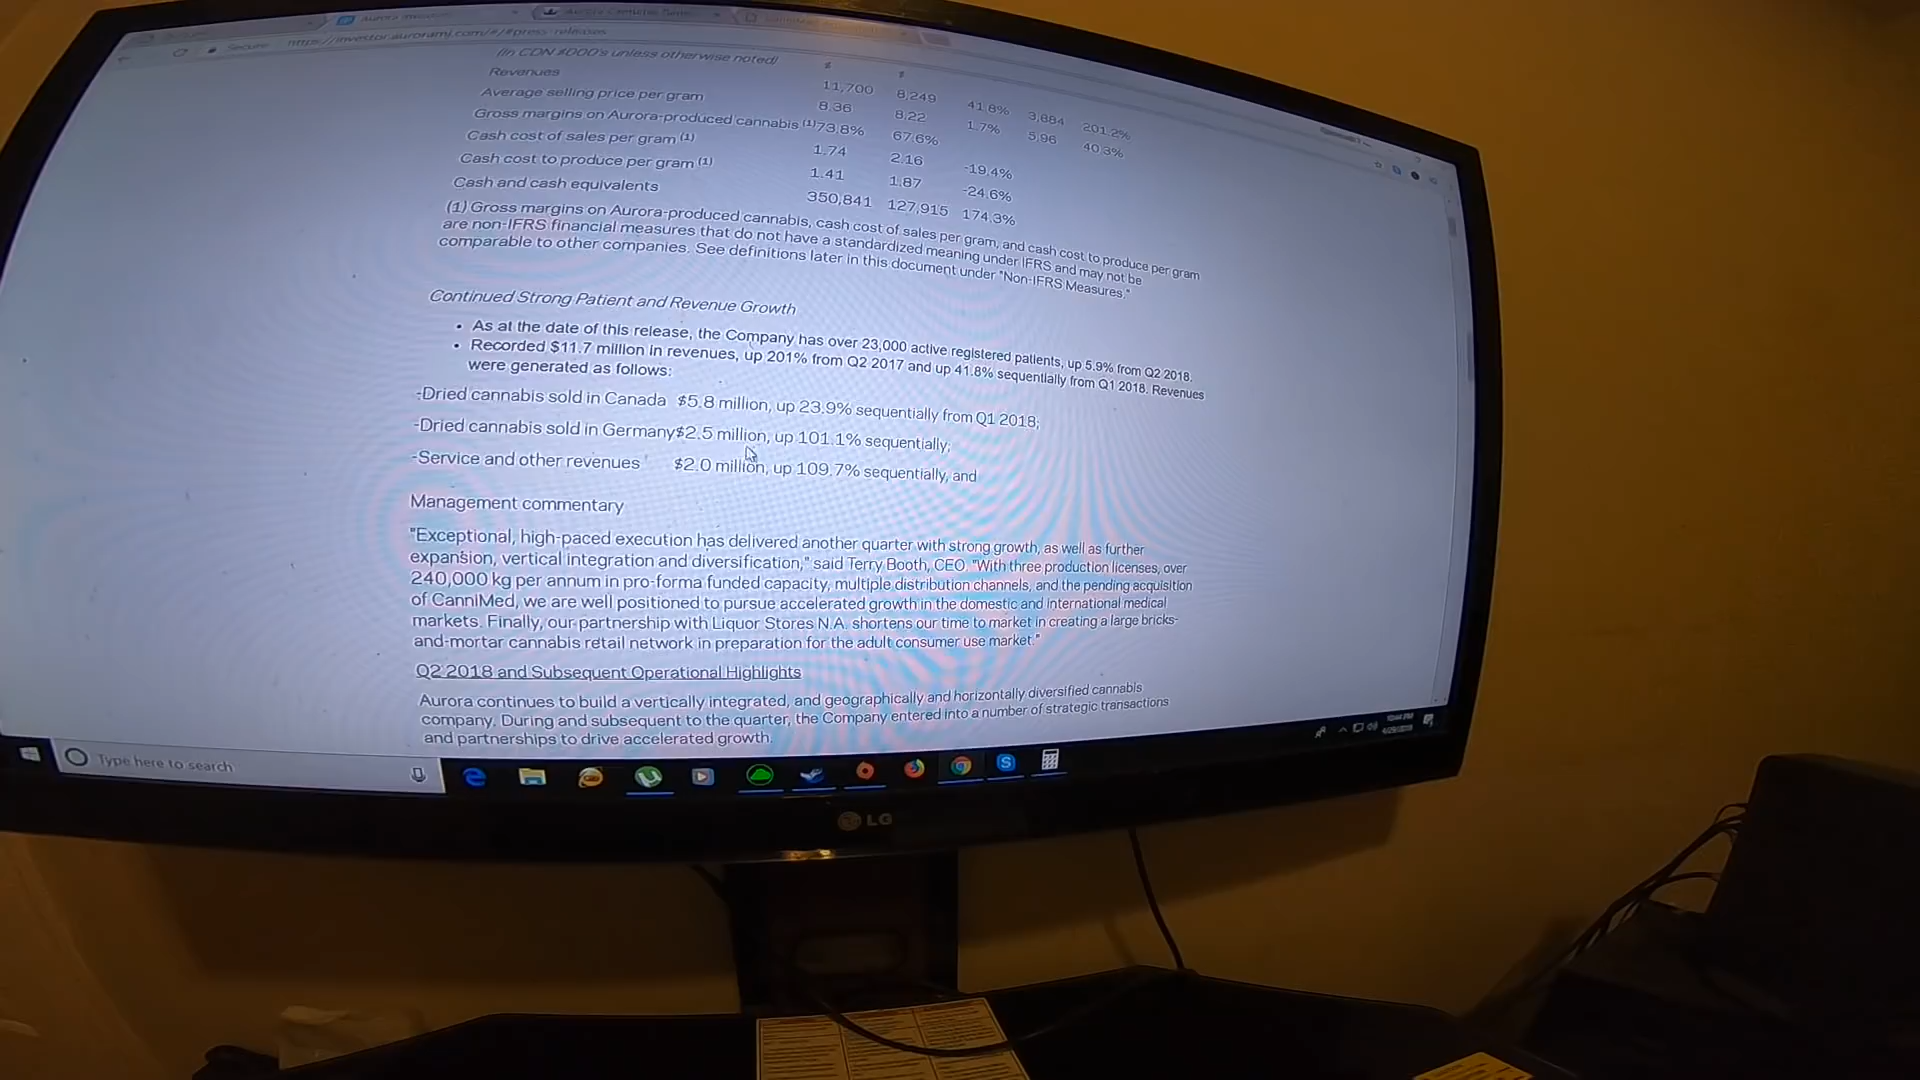 Secure https://investor.auroramj.com/#/#press-releases
(In CDN $000's unless otherwise noted) $ $
Revenues 11,700 8,249 41.8% 3,884 201.2%
Average selling price per gram 8.36 8.22 1.7% 5.96 40.3%
Gross margins on Aurora-produced cannabis (1) 73.8% 67.6%
Cash cost of sales per gram (1) 1.74 2.16 -19.4%
Cash cost to produce per gram (1) 1.41 1.87 -24.6%
Cash and cash equivalents 350,841 127,915 174.3%
(1) Gross margins on Aurora-produced cannabis, cash cost of sales per gram, and cash cost to produce per gram
are non-IFRS financial measures that do not have a standardized meaning under IFRS and may not be
comparable to other companies. See definitions later in this document under "Non-IFRS Measures."
Continued Strong Patient and Revenue Growth
• As at the date of this release, the Company has over 23,000 active registered patients, up 5.9% from Q2 2018.
• Recorded $11.7 million in revenues, up 201% from Q2 2017 and up 41.8% sequentially from Q1 2018. Revenues
were generated as follows:
-Dried cannabis sold in Canada $5.8 million, up 23.9% sequentially from Q1 2018;
-Dried cannabis sold in Germany$2.5 million, up 101.1% sequentially;
-Service and other revenues $2.0 million, up 109.7% sequentially, and
Management commentary
"Exceptional, high-paced execution has delivered another quarter with strong growth, as well as further
expansion, vertical integration and diversification," said Terry Booth, CEO. "With three production licenses, over
240,000 kg per annum in pro-forma funded capacity, multiple distribution channels, and the pending acquisition
of CanniMed, we are well positioned to pursue accelerated growth in the domestic and international medical
markets. Finally, our partnership with Liquor Stores N.A. shortens our time to market in creating a large bricks-
and-mortar cannabis retail network in preparation for the adult consumer use market."
Q2 2018 and Subsequent Operational Highlights
Aurora continues to build a vertically integrated, and geographically and horizontally diversified cannabis
company. During and subsequent to the quarter, the Company entered into a number of strategic transactions
and partnerships to drive accelerated growth.
Type here to search
LG